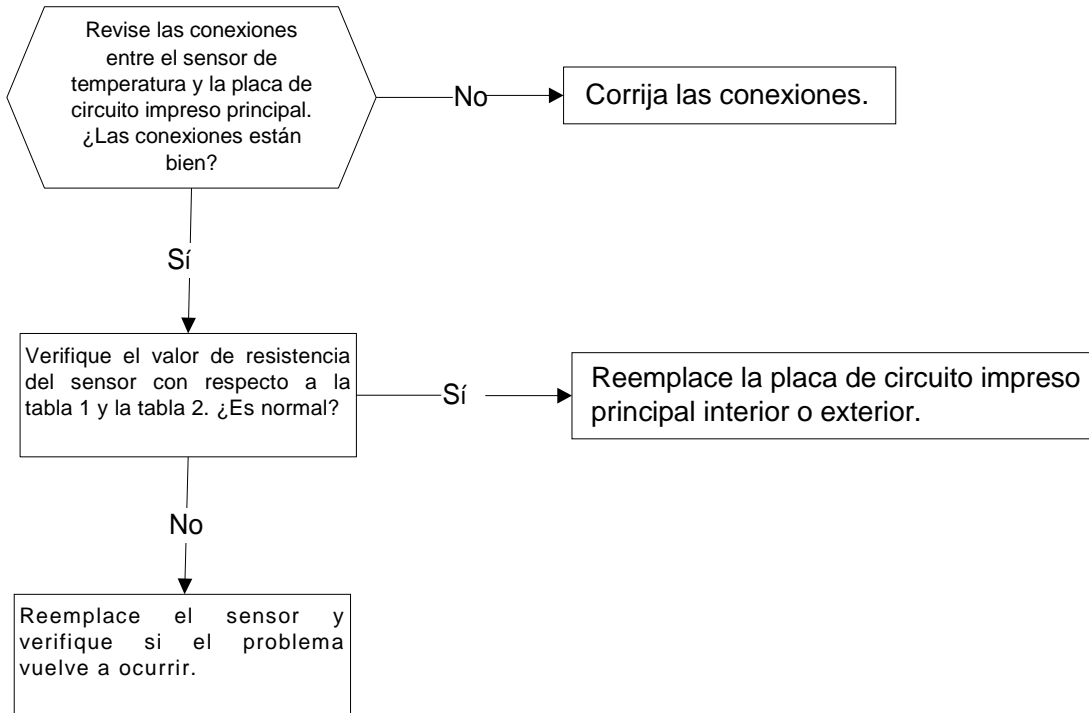 Revise las conexiones
entre el sensor de
temperatura y la placa de
circuito impreso principal.
¿Las conexiones están
bien?
No
Corrija las conexiones.
Sí
Verifique el valor de resistencia
del sensor con respecto a la
tabla 1 y la tabla 2. ¿Es normal?
Sí
Reemplace la placa de circuito impreso
principal interior o exterior.
No
Reemplace el sensor y
verifique si el problema
vuelve a ocurrir.